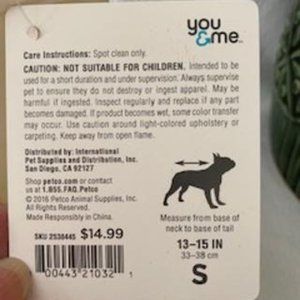 you
&me
Care Instructions: Spot clean only.
CAUTION: NOT SUITABLE FOR CHILDREN. Intended to be
used for a short duration and under supervision. Always supervise
pet to ensure they do not destroy or ingest apparel. May be
harmful if ingested. Inspect regularly and replace if any part
becomes damaged. If product becomes wet, some color transfer
may occur. Use caution around light-colored upholstery or
carpeting. Keep away from open flame.
Distributed by: International
Pet Supplies and Distribution, Inc.
San Diego, CA 92127
Shop petco.com or call
us at 1.855.FAQ.Petco
© 2016 Petco Animal Supplies, Inc.
All Rights Reserved.
Made Responsibly in China.
SKU 2530445 $14.99
00443 21032 1
Measure from base of
neck to base of tail
13-15 IN
33-38 cm
S